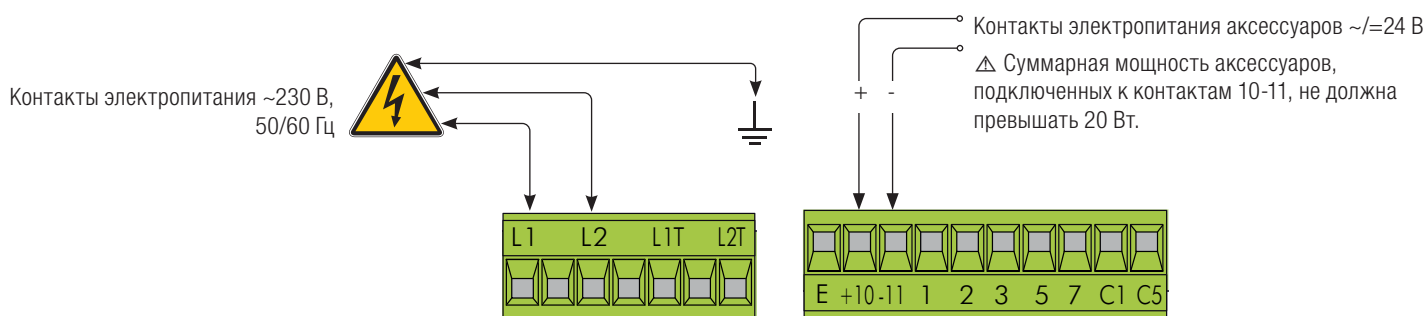 Контакты электропитания ~230 В,
50/60 Гц
Контакты электропитания аксессуаров ~/=24 В
⚠ Суммарная мощность аксессуаров,
подключенных к контактам 10-11, не должна
превышать 20 Вт.
+ -
L1 L2 L1T L2T
E +10 -11 1 2 3 5 7 C1 C5